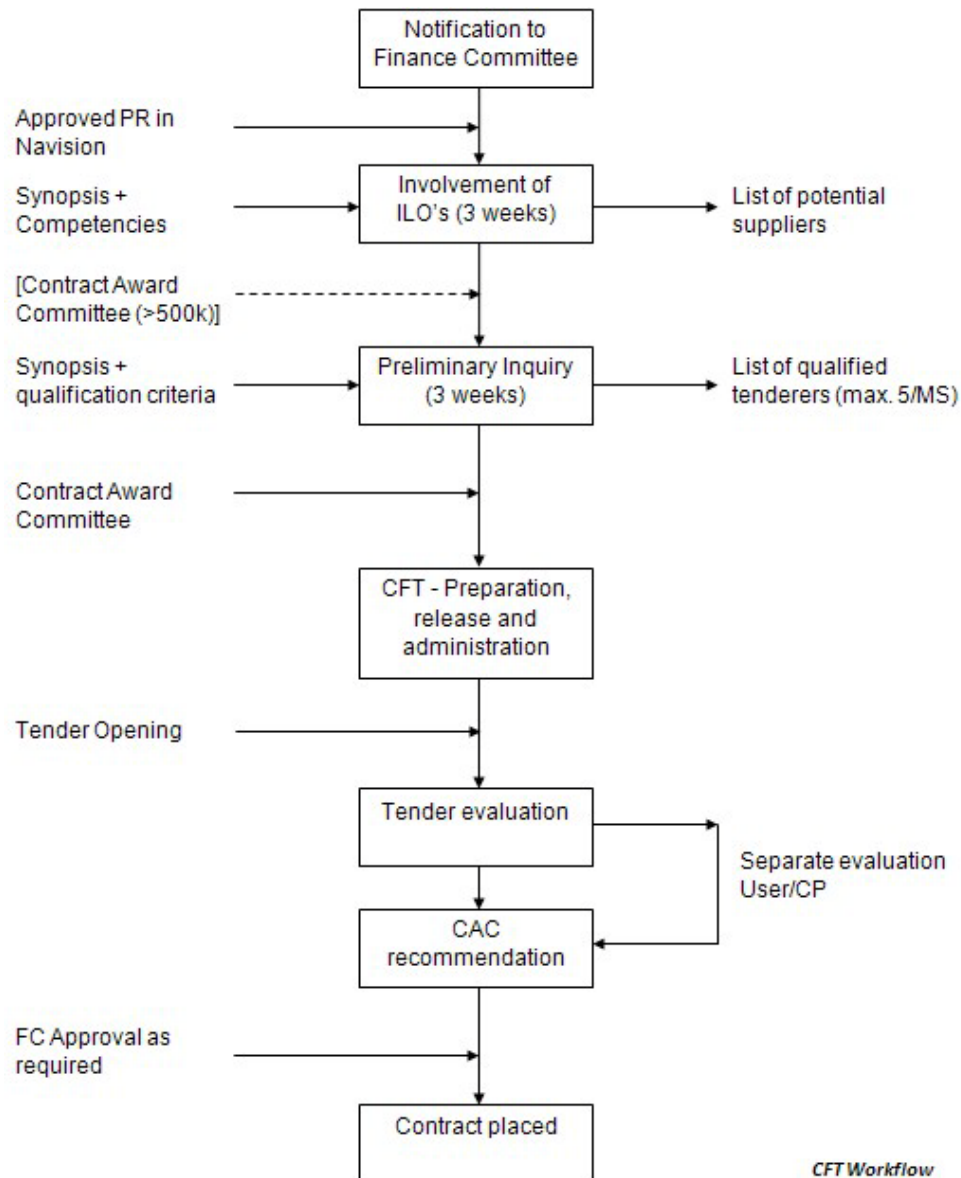 Notification to
Finance Committee
Approved PR in
Navision
Synopsis +
Competencies
Involvement of
ILO's (3 weeks)
List of potential
suppliers
[Contract Award
Committee (>500k)]
Synopsis +
qualification criteria
Preliminary Inquiry
(3 weeks)
List of qualified
tenderers (max. 5/MS)
Contract Award
Committee
CFT - Preparation,
release and
administration
Tender Opening
Tender evaluation
Separate evaluation
User/CP
CAC
recommendation
FC Approval as
required
Contract placed
CFT Workflow